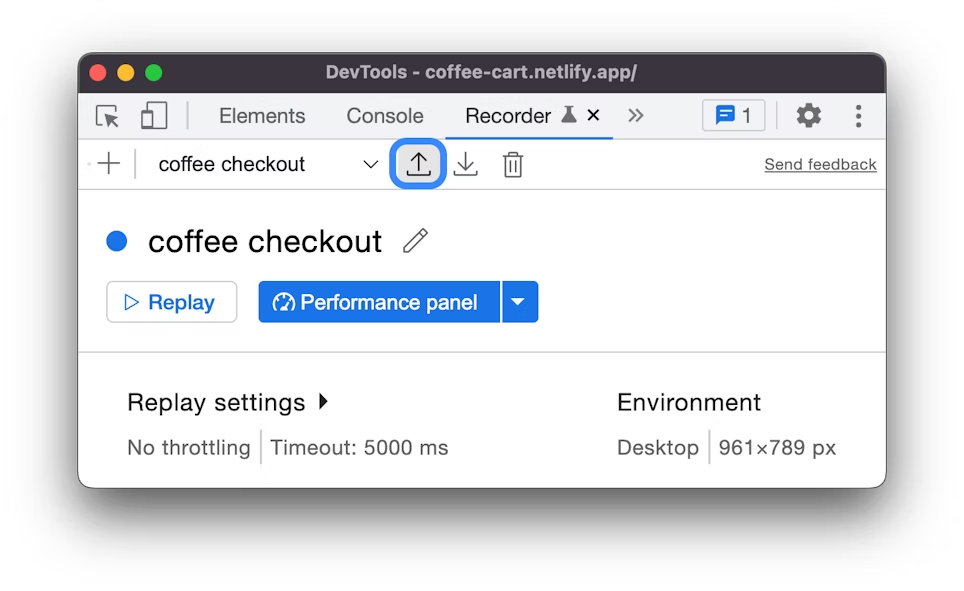 DevTools - coffee-cart.netlify.app/
Elements Console Recorder 1
coffee checkout Send feedback
coffee checkout
Replay Performance panel
Replay settings Environment
No throttling Timeout: 5000 ms Desktop 961×789 px